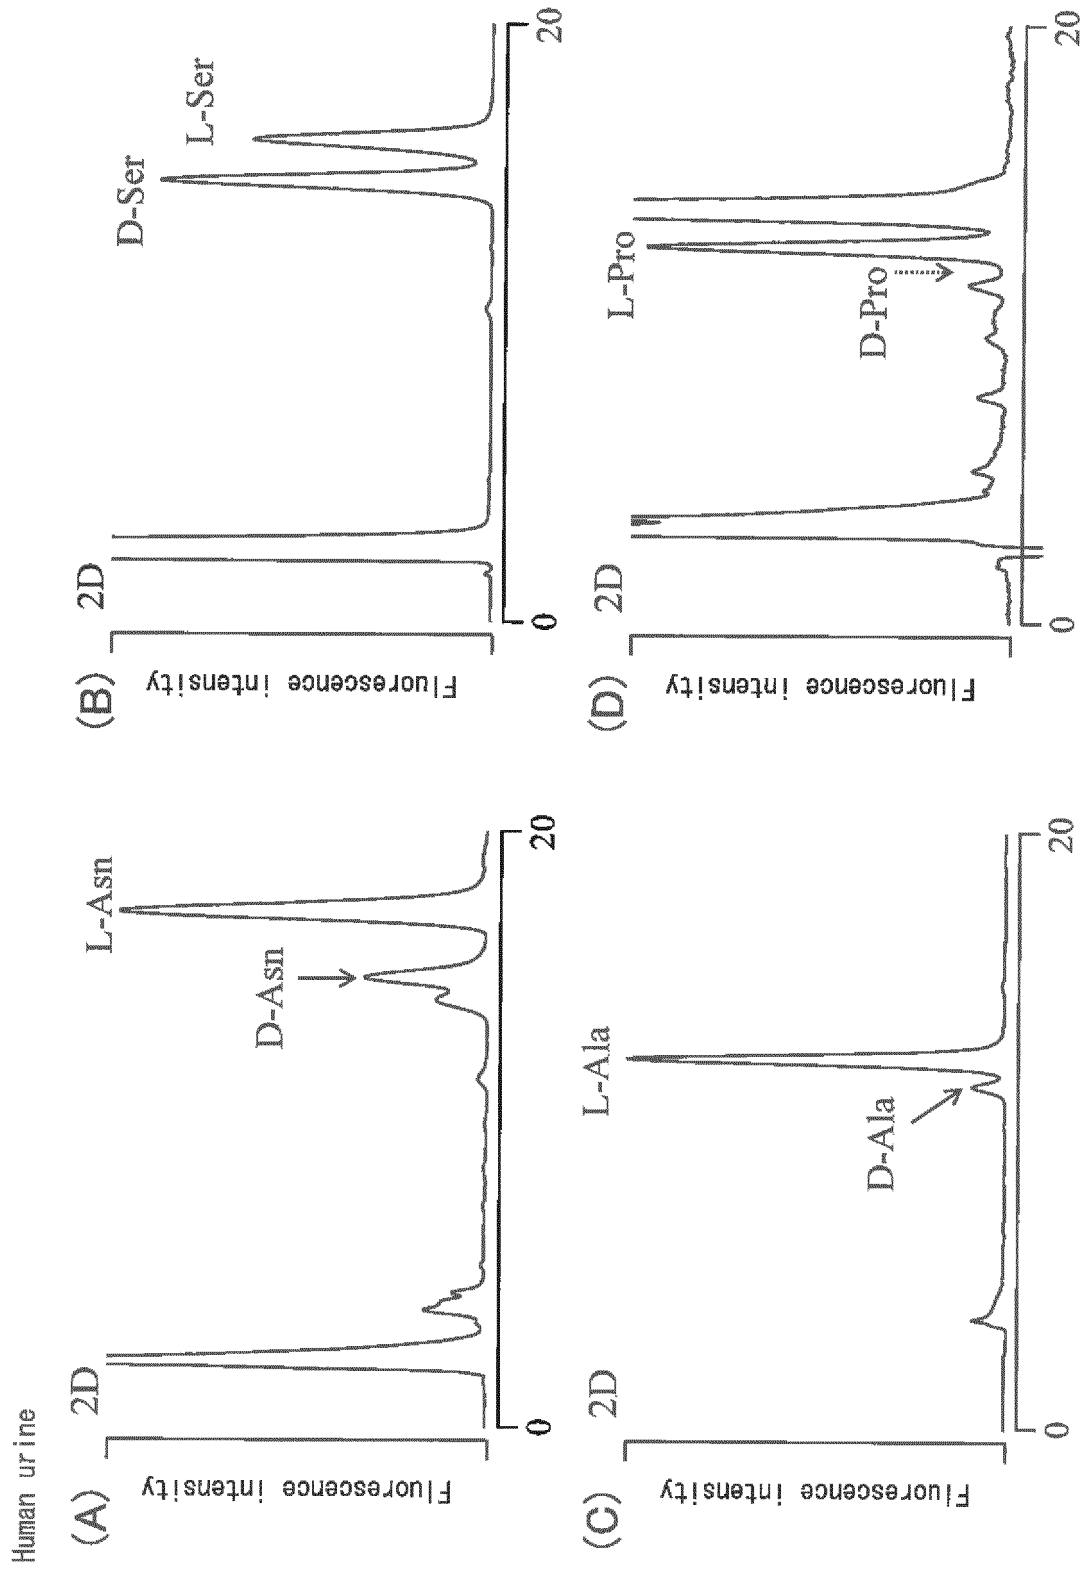 Human urine
(A)
2D
Fluorescence intensity
D-Asn
L-Asn
0
20
(B)
2D
Fluorescence intensity
D-Ser
L-Ser
0
20
(C)
2D
Fluorescence intensity
D-Ala
L-Ala
0
20
(D)
2D
Fluorescence intensity
D-Pro
L-Pro
0
20